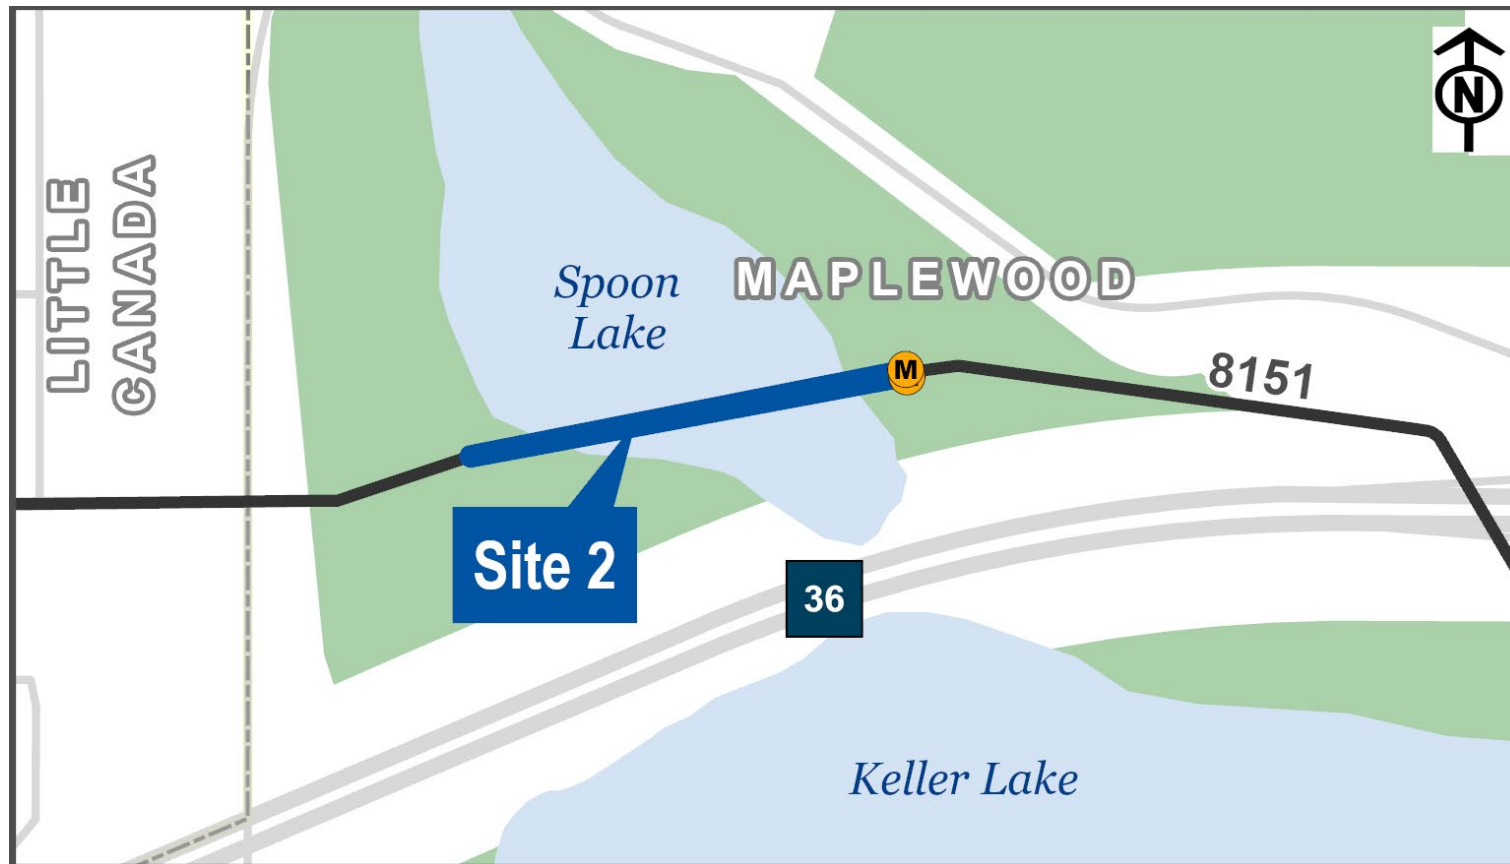 N
LITTLE
CANADA
Spoon
Lake
MAPLEWOOD
M
8151
Site 2
36
Keller Lake